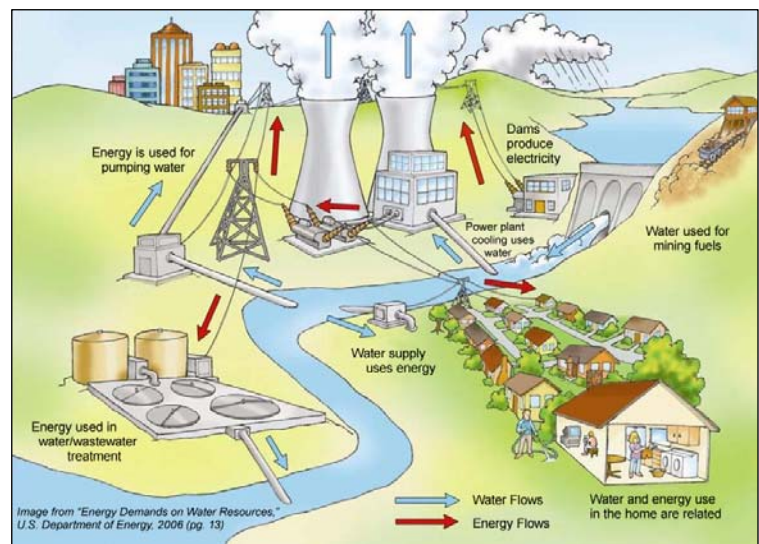 Energy is used for
pumping water
Dams
produce
electricity
Power plant
cooling uses
water
Water used for
mining fuels
Water supply
uses energy
Energy used in
water/wastewater
treatment
Water and energy use
in the home are related
Water Flows
Energy Flows
Image from "Energy Demands on Water Resources,"
U.S. Department of Energy, 2006 (pg. 13)